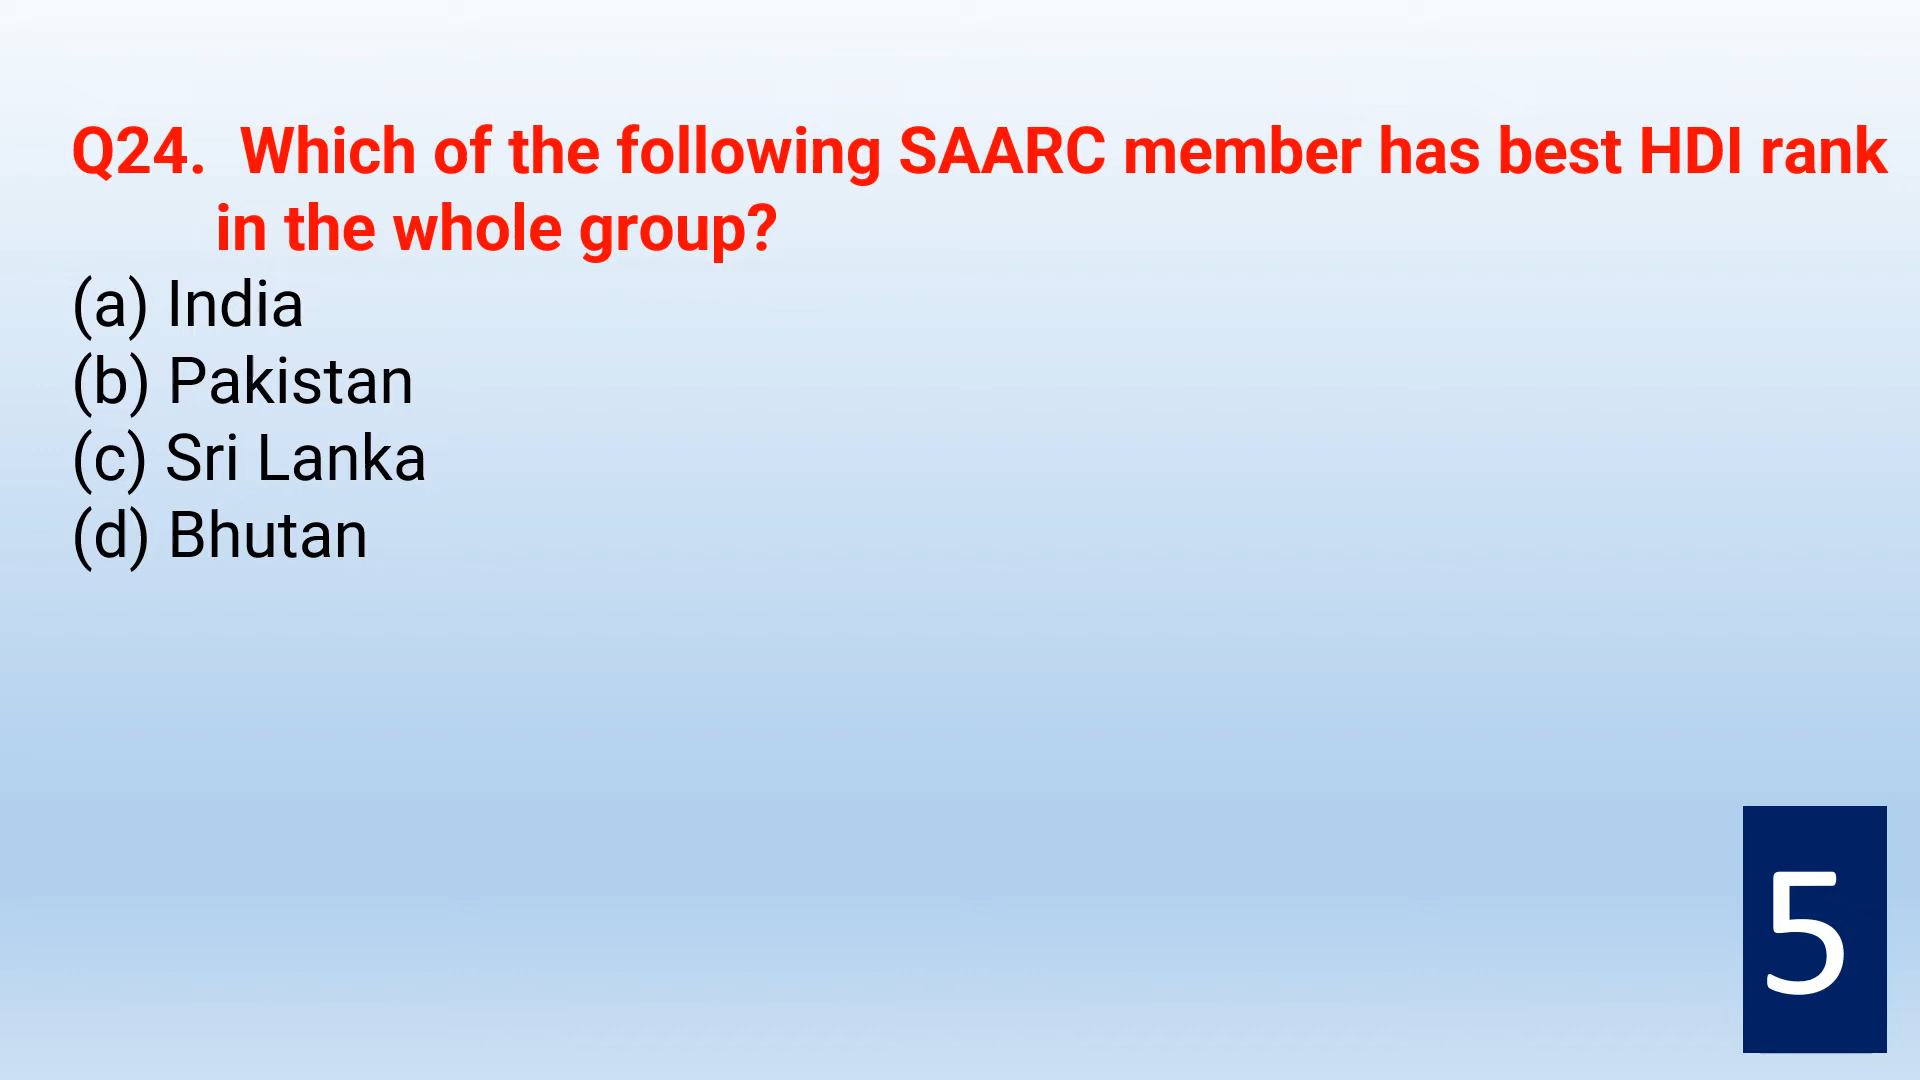 Q24. Which of the following SAARC member has best HDI rank
in the whole group?
(a) India
(b) Pakistan
(c) Sri Lanka
(d) Bhutan
5